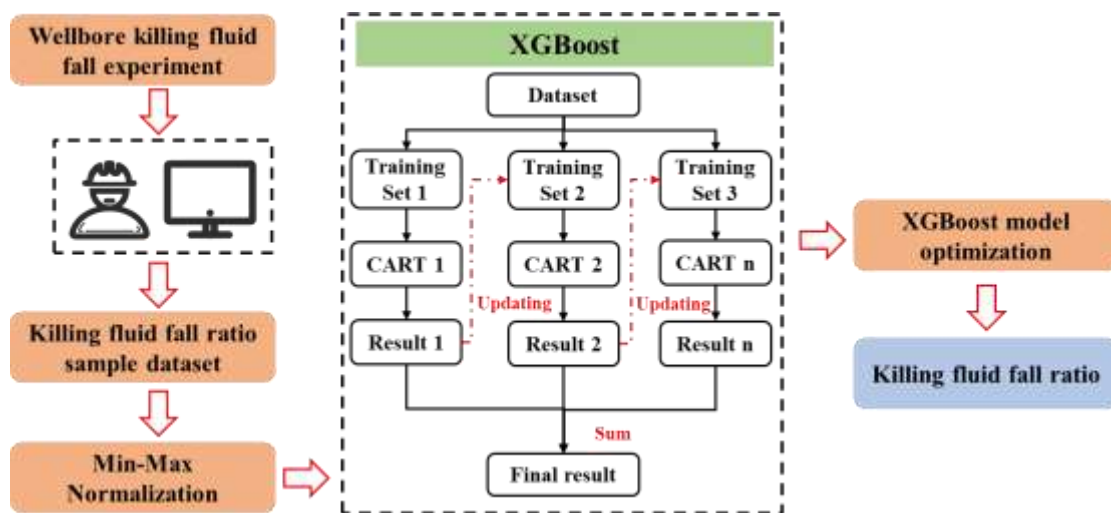 Wellbore killing fluid
fall experiment
Killing fluid fall ratio
sample dataset
Min-Max
Normalization
XGBoost
Dataset
Training
Set 1
Training
Set 2
Training
Set 3
CART 1
CART 2
CART n
Updating
Updating
Result 1
Result 2
Result n
Sum
Final result
XGBoost model
optimization
Killing fluid fall ratio